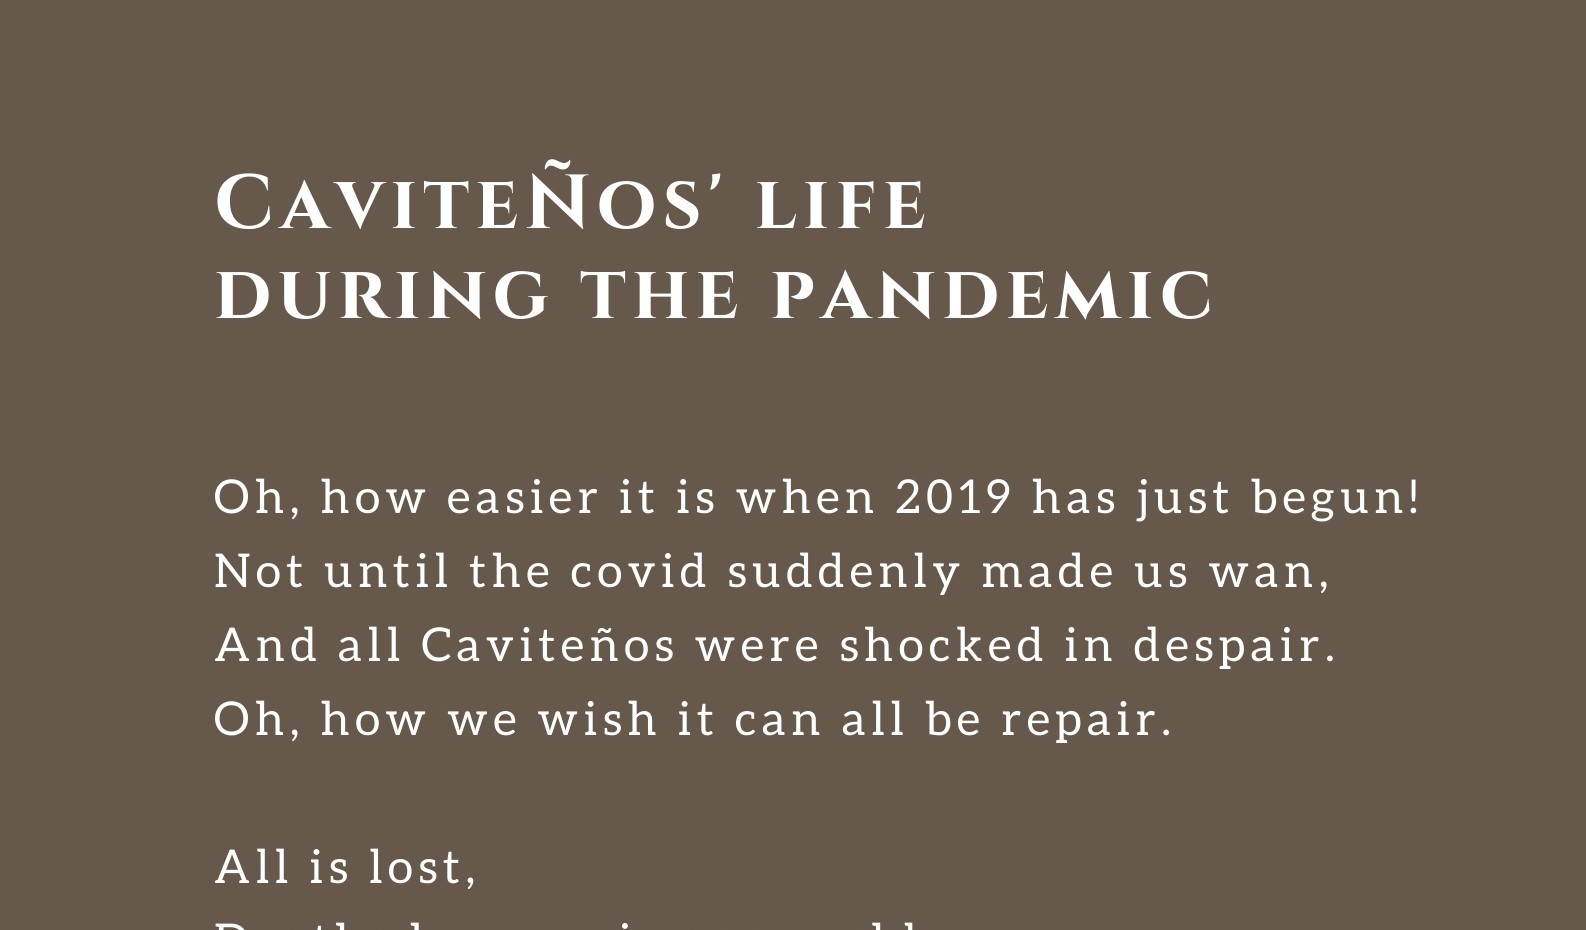 CAVITEÑOS' LIFE
DURING THE PANDEMIC
Oh, how easier it is when 2019 has just begun!
Not until the covid suddenly made us wan,
And all Caviteños were shocked in despair.
Oh, how we wish it can all be repair.
All is lost,